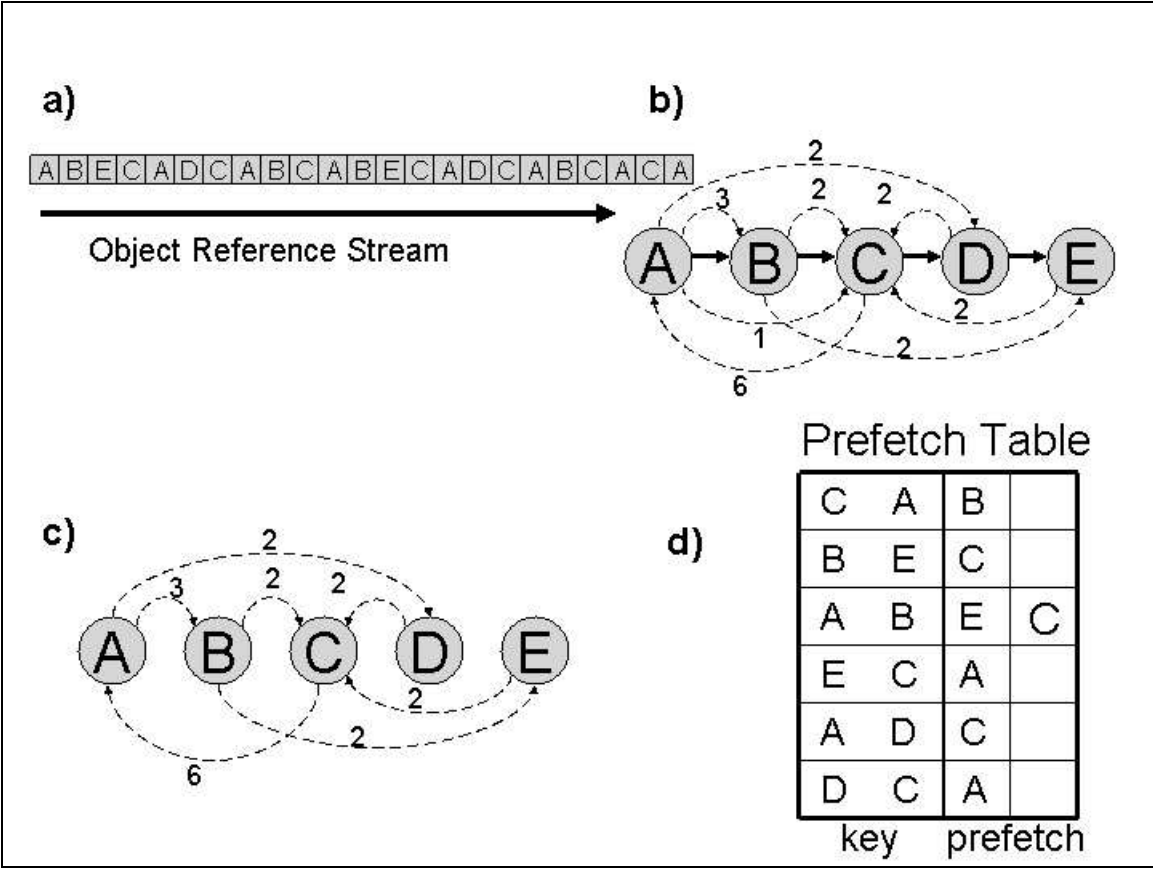 a)
A B E C A D C A B C A B E C A D C A B C A C A
Object Reference Stream
b)
2
3 2 2
A B C D E
1 2
2
6
c)
2
3 2 2
A B C D E
2
2
6
d)
Prefetch Table
C A B
B E C
A B E C
E C A
A D C
D C A
key prefetch